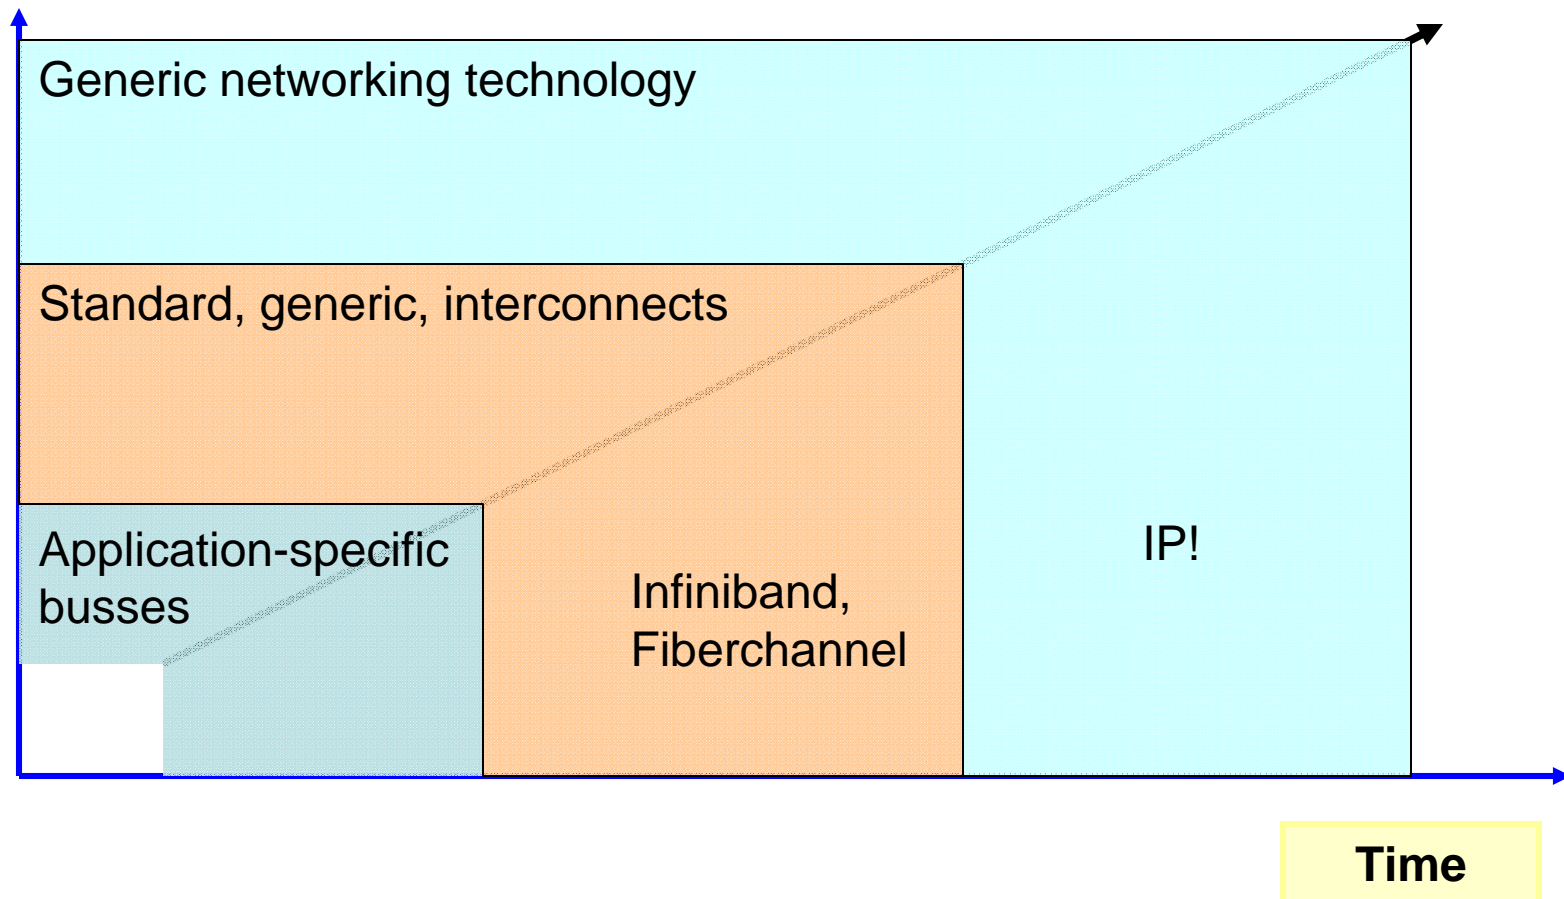 Generic networking technology
Standard, generic, interconnects
Application-specific
busses
Infiniband,
Fiberchannel
IP!
Time